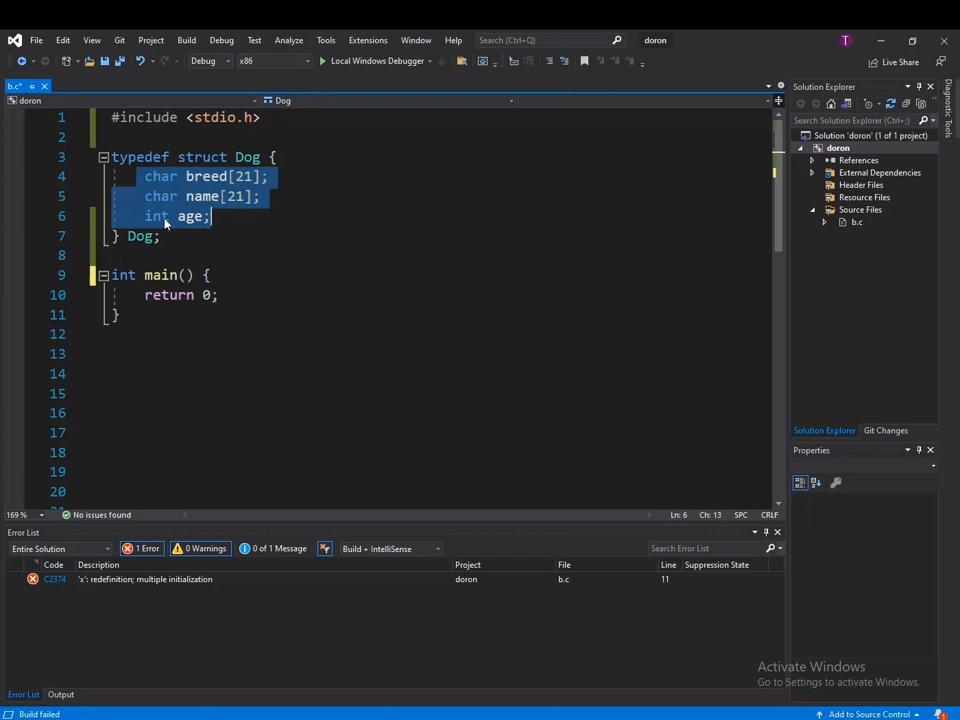 File Edit View Git Project Build Debug Test Analyze Tools Extensions Window Help Search (Ctrl+Q) doron T
Debug x86 Local Windows Debugger Live Share
b.c*
doron Dog
1 #include <stdio.h>
2
3 typedef struct Dog {
4 char breed[21];
5 char name[21];
6 int age;
7 } Dog;
8
9 int main() {
10 return 0;
11 }
12
13
14
15
16
17
18
19
20
21
169 % No issues found Ln: 6 Ch: 13 SPC CRLF
Solution Explorer
Search Solution Explorer (Ctrl+;)
Solution 'doron' (1 of 1 project)
doron
References
External Dependencies
Header Files
Resource Files
Source Files
b.c
Solution Explorer Git Changes
Properties
Diagnostic Tools
Error List
Entire Solution 1 Error 0 Warnings 0 of 1 Message Build + IntelliSense Search Error List
Code Description Project File Line Suppression State
C2374 'x': redefinition; multiple initialization doron b.c 11
Activate Windows
Go to Settings to activate Windows.
Error List Output
Build failed Add to Source Control 1